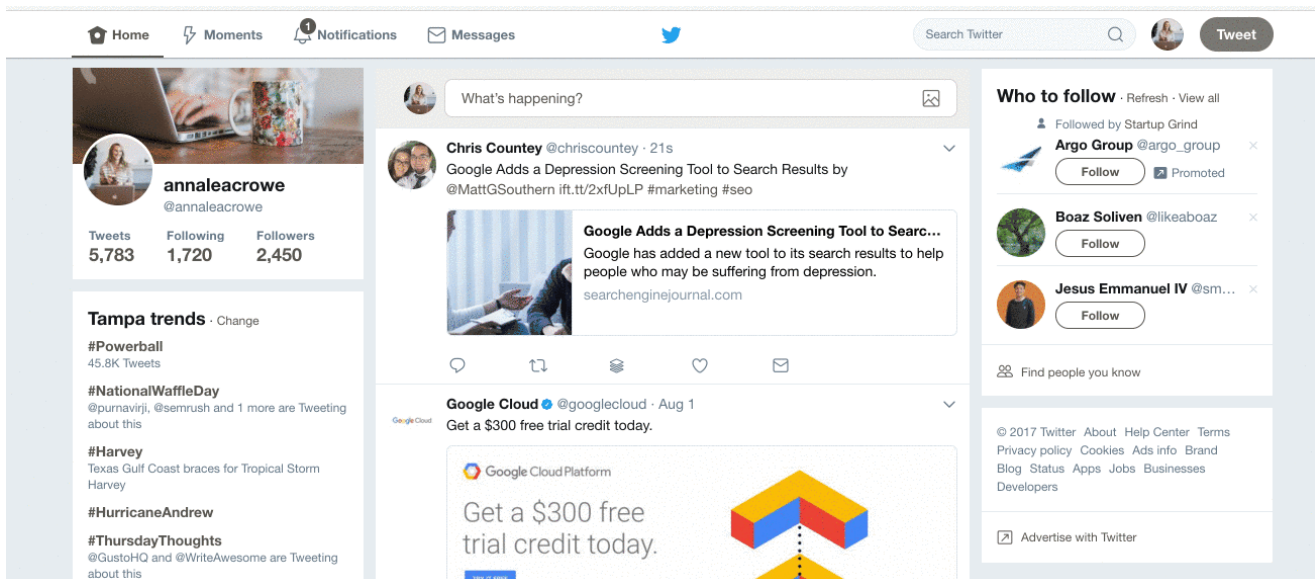 Home
Moments
1
Notifications
Messages
Search Twitter
Tweet
annaleacrowe
@annaleacrowe
Tweets Following Followers
5,783 1,720 2,450
Tampa trends · Change
#Powerball
45.8K Tweets
#NationalWaffleDay
@purnavirji, @semrush and 1 more are Tweeting
about this
#Harvey
Texas Gulf Coast braces for Tropical Storm
Harvey
#HurricaneAndrew
#ThursdayThoughts
@GustoHQ and @WriteAwesome are Tweeting
about this
What's happening?
Chris Countey @chriscountey · 21s
Google Adds a Depression Screening Tool to Search Results by
@MattGSouthern ift.tt/2xfUpLP #marketing #seo
Google Adds a Depression Screening Tool to Searc...
Google has added a new tool to its search results to help
people who may be suffering from depression.
searchenginejournal.com
Google Cloud
Google Cloud @googlecloud · Aug 1
Get a $300 free trial credit today.
Google Cloud Platform
Get a $300 free
trial credit today.
Who to follow · Refresh · View all
Followed by Startup Grind
Argo Group @argo_group
Follow Promoted
Boaz Soliven @likeaboaz
Follow
Jesus Emmanuel IV @sm...
Follow
Find people you know
© 2017 Twitter About Help Center Terms
Privacy policy Cookies Ads info Brand
Blog Status Apps Jobs Businesses
Developers
Advertise with Twitter